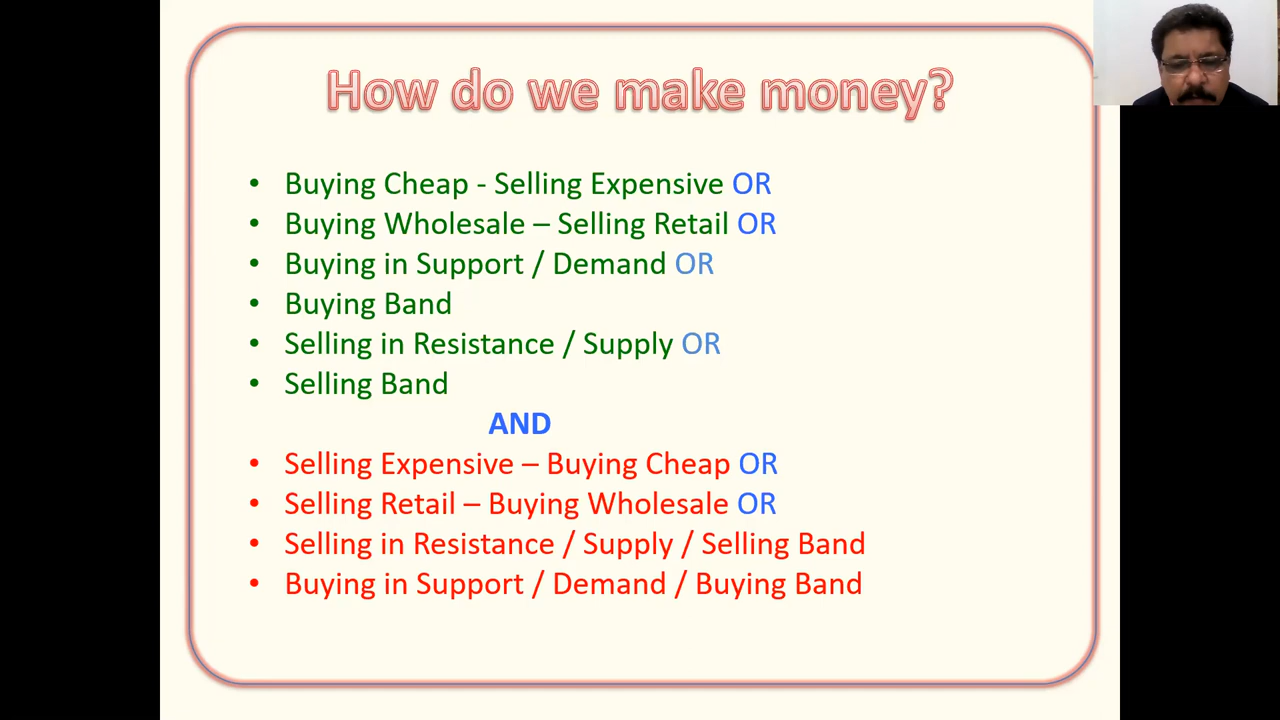 How do we make money?
• Buying Cheap - Selling Expensive OR
• Buying Wholesale – Selling Retail OR
• Buying in Support / Demand OR
• Buying Band
• Selling in Resistance / Supply OR
• Selling Band
AND
• Selling Expensive – Buying Cheap OR
• Selling Retail – Buying Wholesale OR
• Selling in Resistance / Supply / Selling Band
• Buying in Support / Demand / Buying Band